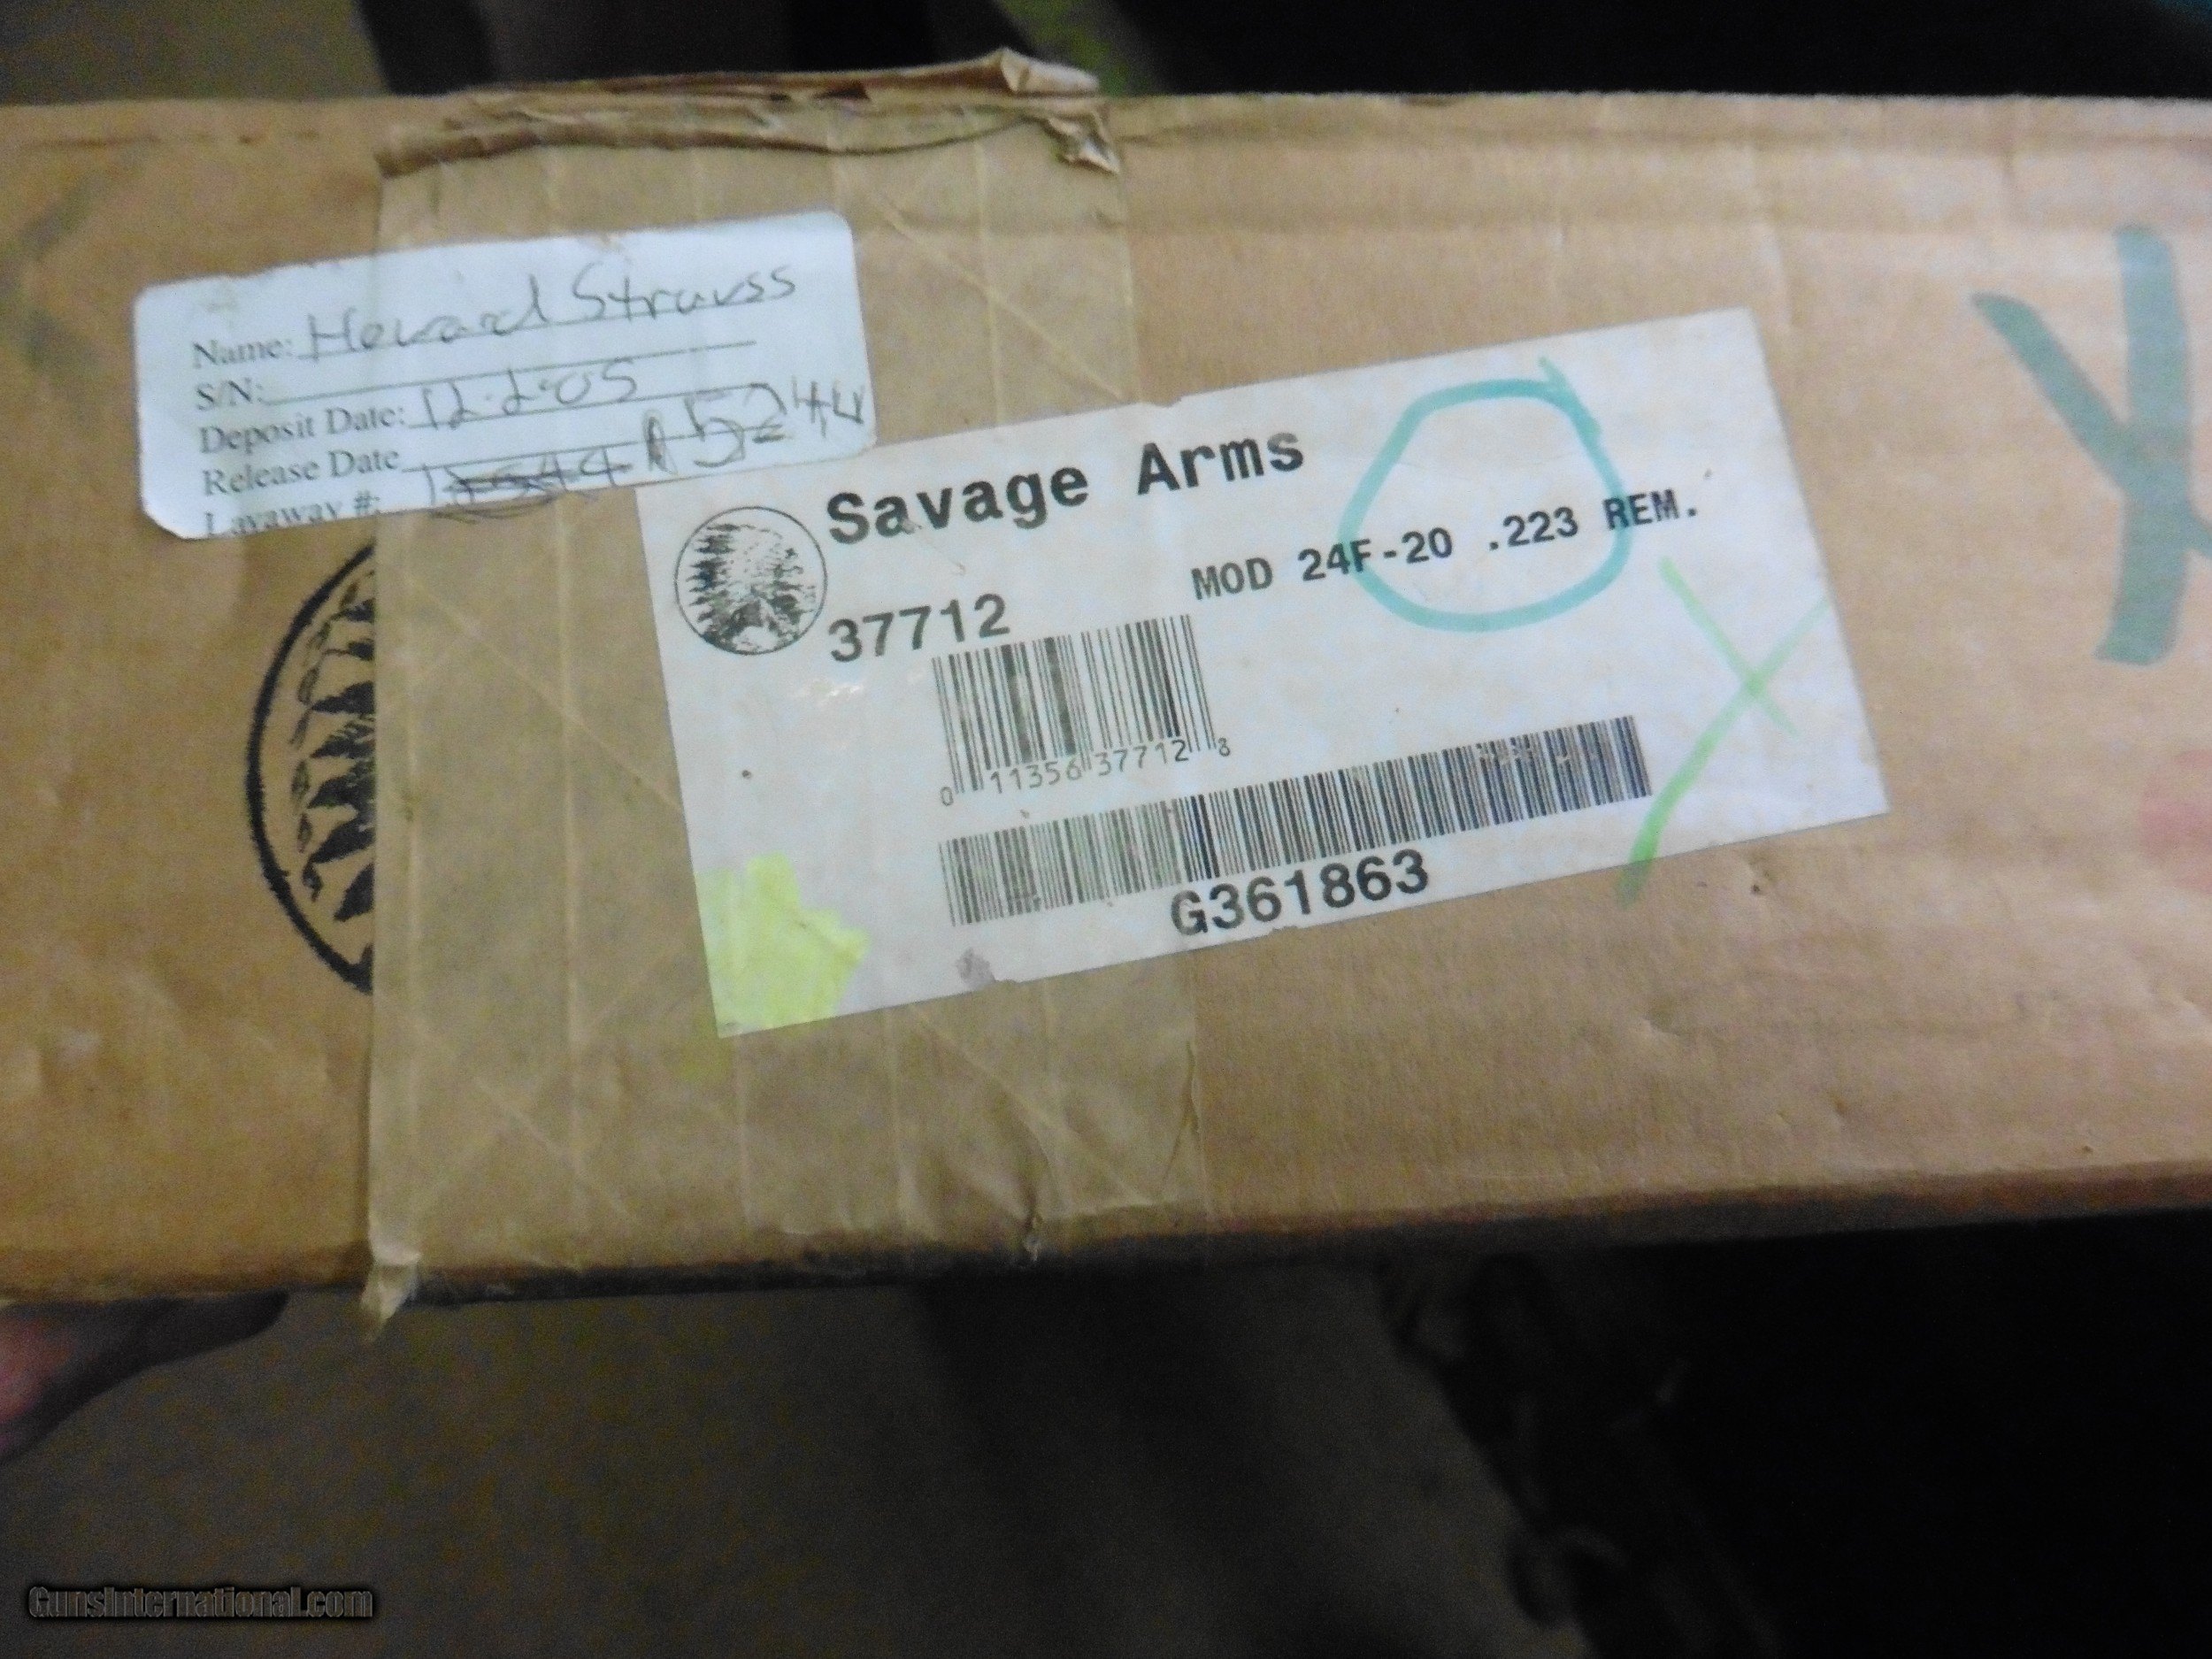 Name: Howard Strauss
S/N:
Deposit Date: 12-2-05
Release Date
Layaway #:
Savage Arms
MOD 24F-20 .223 REM.
37712
0 11356 37712 8
G361863
GunsInternational.com